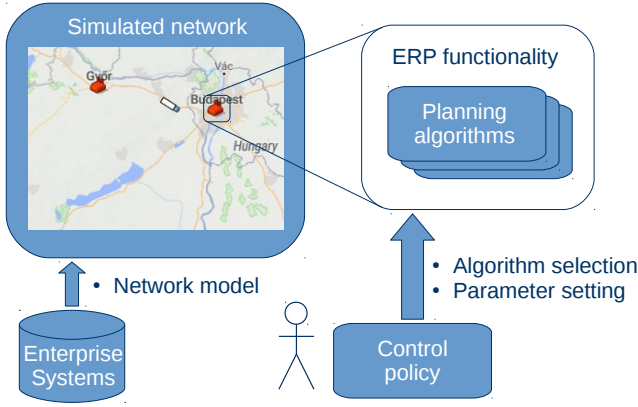 Simulated network
Győr
Vác
Budapest
Hungary
ERP functionality
Planning
algorithms
• Network model
• Algorithm selection
• Parameter setting
Enterprise
Systems
Control
policy